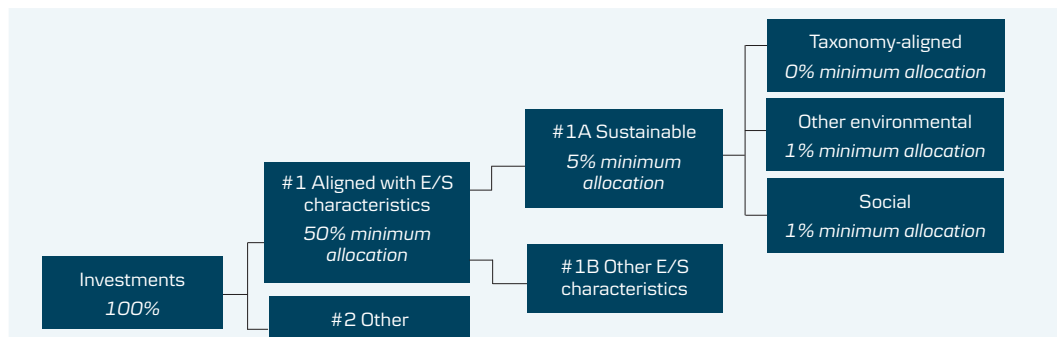 Taxonomy-aligned
0% minimum allocation
#1A Sustainable
5% minimum
allocation
Other environmental
1% minimum allocation
#1 Aligned with E/S
characteristics
50% minimum
allocation
Social
1% minimum allocation
#1B Other E/S
characteristics
Investments
100%
#2 Other